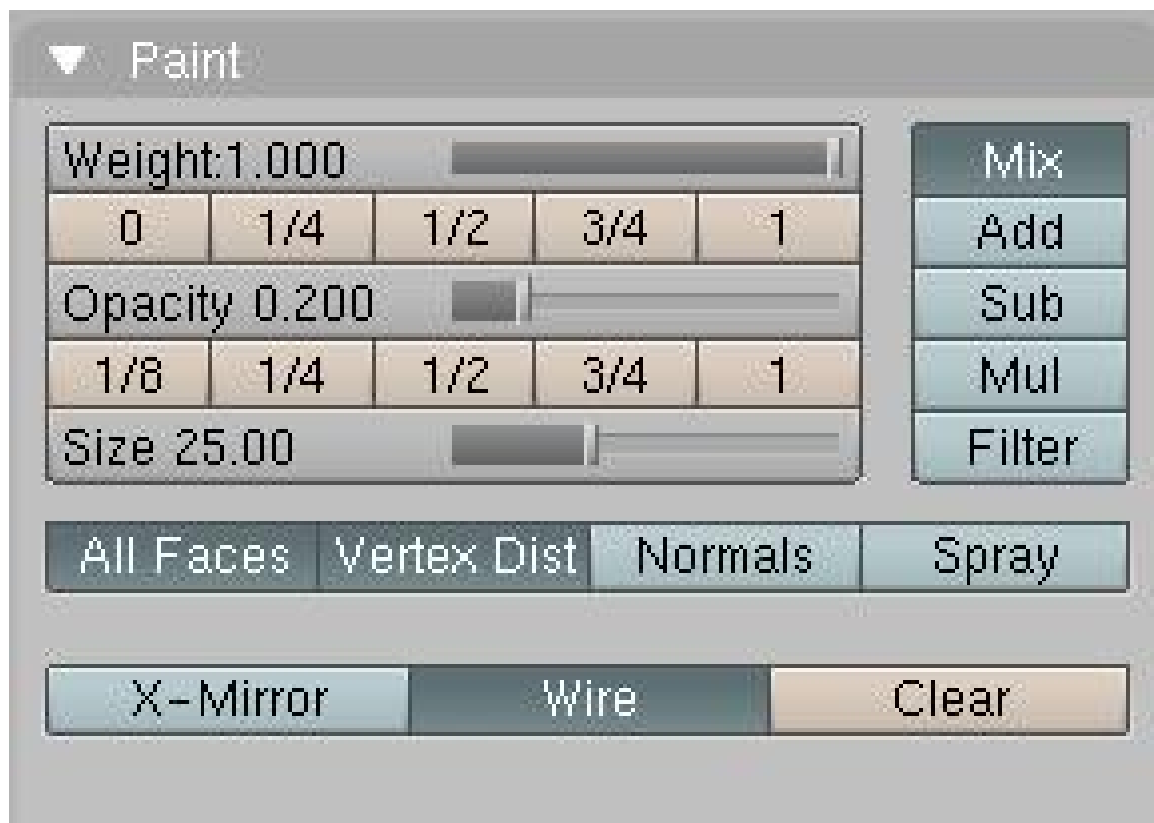 Paint
Weight:1.000
0 1/4 1/2 3/4 1
Opacity 0.200
1/8 1/4 1/2 3/4 1
Size 25.00
Mix
Add
Sub
Mul
Filter
All Faces Vertex Dist Normals Spray
X-Mirror Wire Clear